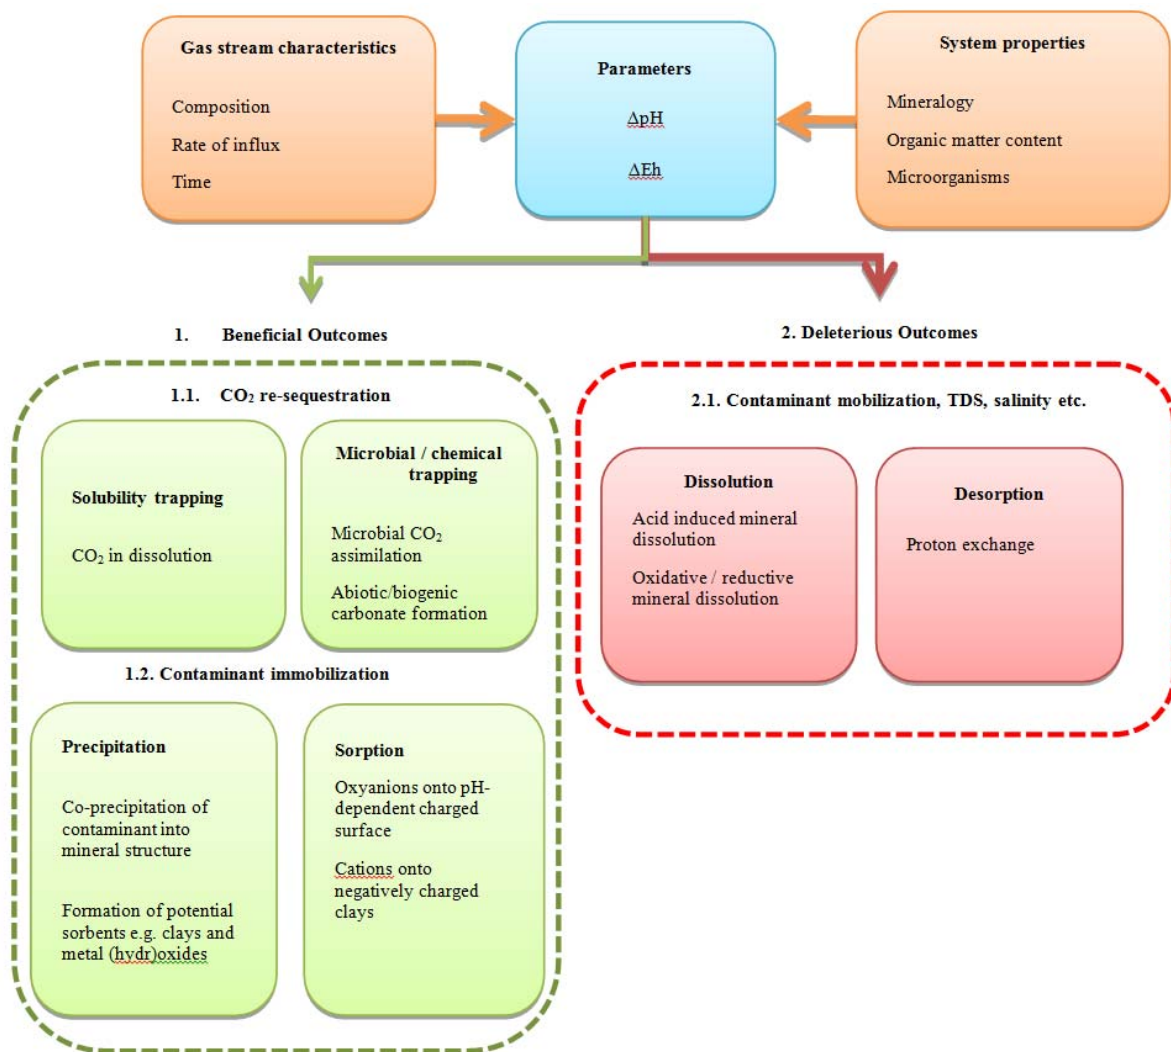 Gas stream characteristics
Composition
Rate of influx
Time
Parameters
ΔpH
ΔEh
System properties
Mineralogy
Organic matter content
Microorganisms
1. Beneficial Outcomes
1.1. CO₂ re-sequestration
Solubility trapping
CO₂ in dissolution
Microbial / chemical
trapping
Microbial CO₂
assimilation
Abiotic/biogenic
carbonate formation
1.2. Contaminant immobilization
Precipitation
Co-precipitation of
contaminant into
mineral structure
Formation of potential
sorbents e.g. clays and
metal (hydr)oxides
Sorption
Oxyanions onto pH-
dependent charged
surface
Cations onto
negatively charged
clays
2. Deleterious Outcomes
2.1. Contaminant mobilization, TDS, salinity etc.
Dissolution
Acid induced mineral
dissolution
Oxidative / reductive
mineral dissolution
Desorption
Proton exchange